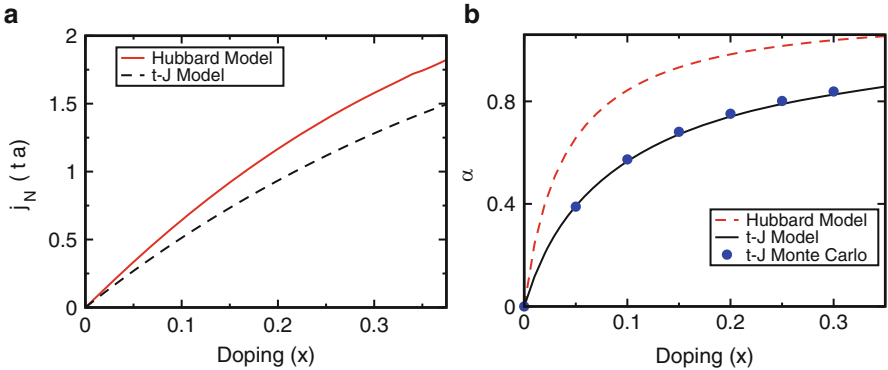 a
2
1.5
1
0.5
0
0
0.1
0.2
0.3
j_N ( t a )
Doping (x)
Hubbard Model
t-J Model
b
0.8
0.4
0
0
0.1
0.2
0.3
α
Doping (x)
Hubbard Model
t-J Model
t-J Monte Carlo